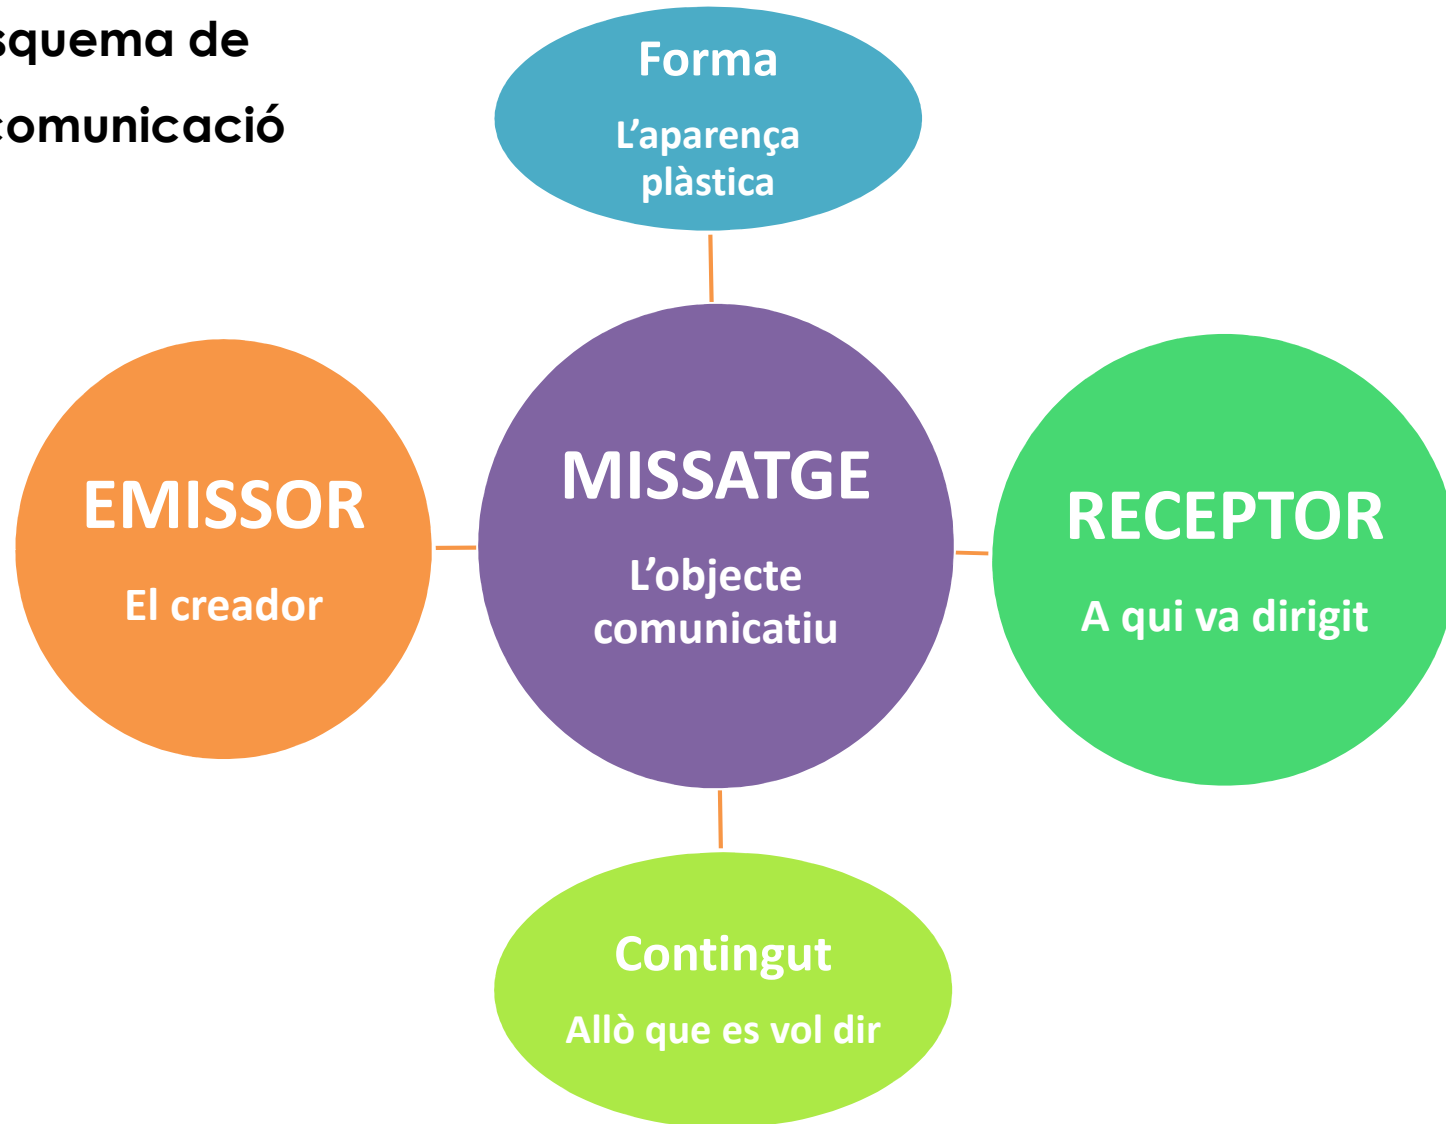 squema de
comunicació
Forma
L’aparença
plàstica
EMISSOR
El creador
MISSATGE
L’objecte
comunicatiu
RECEPTOR
A qui va dirigit
Contingut
Allò que es vol dir